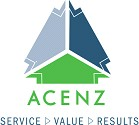 ACENZ
SERVICE ▷ VALUE ▷ RESULTS